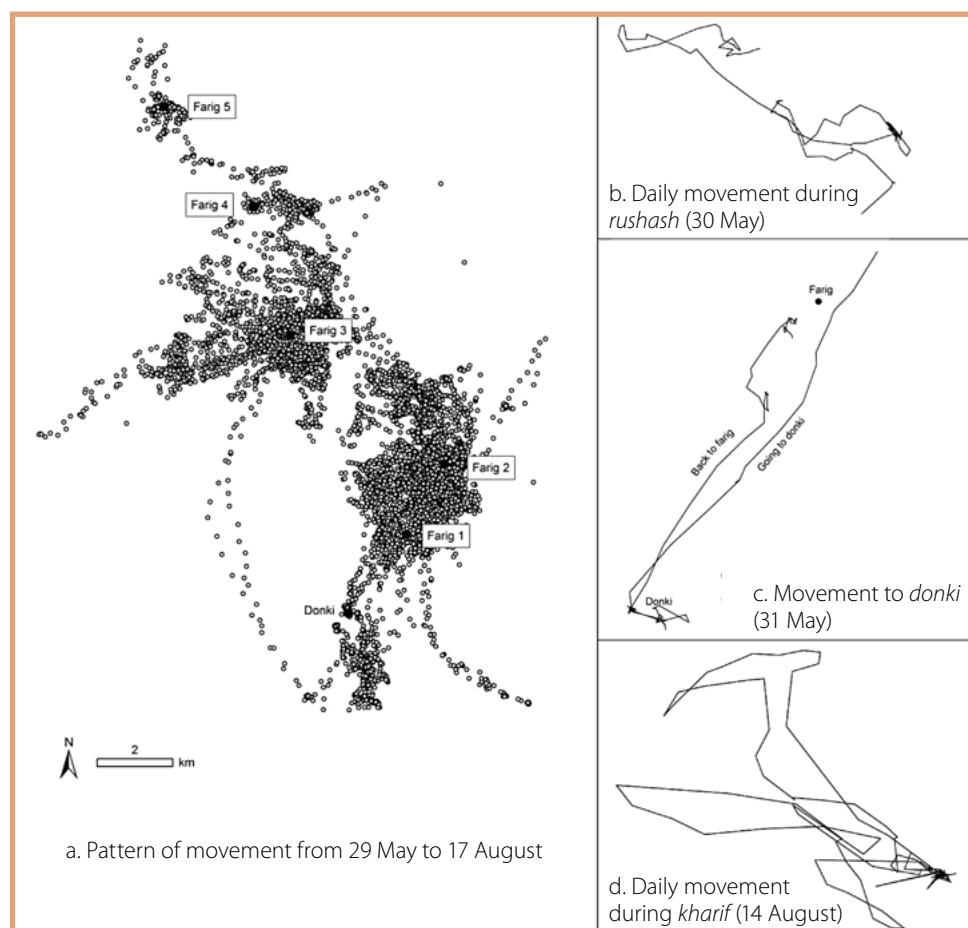 Farig 5
Farig 4
Farig 3
Farig 2
Farig 1
Donki
N
2
km
a. Pattern of movement from 29 May to 17 August
b. Daily movement during
rushash (30 May)
Farig
Back to farig
Going to donki
Donki
c. Movement to donki
(31 May)
d. Daily movement
during kharif (14 August)